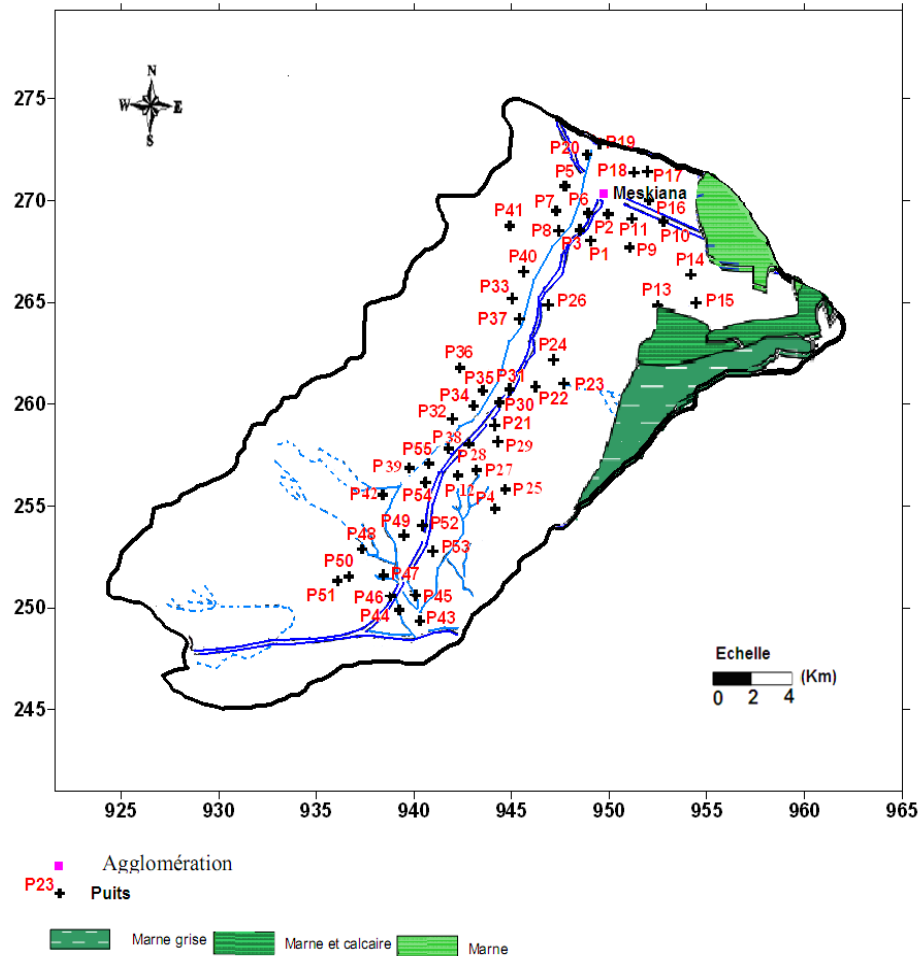 N
W E
S
275
270
265
260
255
250
245
P19
P20
P18
P17
P5
Meskiana
P7
P6
P16
P41
P8
P3
P2
P11
P10
P1
P9
P40
P14
P33
P13
P15
P26
P37
P24
P36
P35
P31
P23
P22
P34
P30
P32
P21
P38
P29
P55
P28
P39
P27
P12
P25
P42
P54
P4
P49
P52
P48
P53
P50
P47
P51
P46
P45
P44
P43
Echelle
(Km)
0 2 4
925 930 935 940 945 950 955 960 965
Agglomération
P23 Puits
Marne grise
Marne et calcaire
Marne